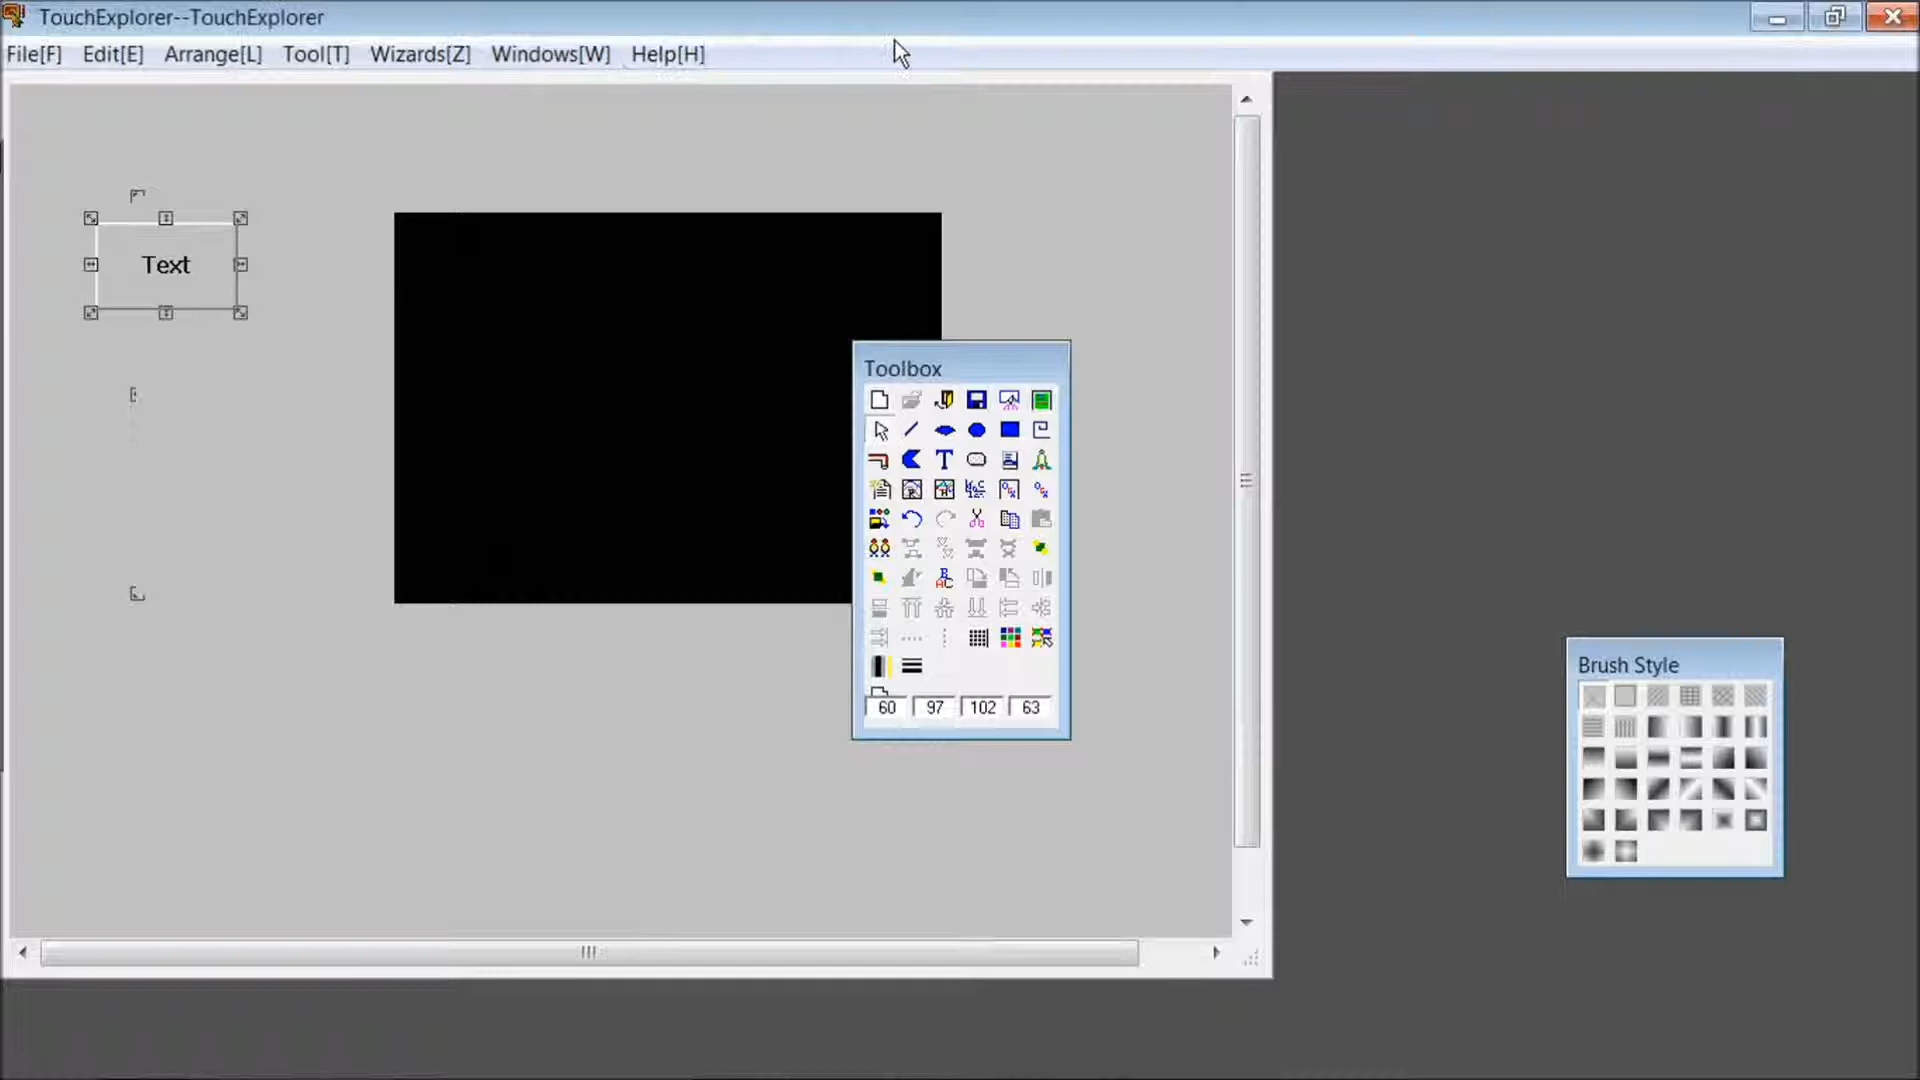 TouchExplorer--TouchExplorer
File[F] Edit[E] Arrange[L] Tool[T] Wizards[Z] Windows[W] Help[H]
Text
Toolbox
60 97 102 63
Brush Style